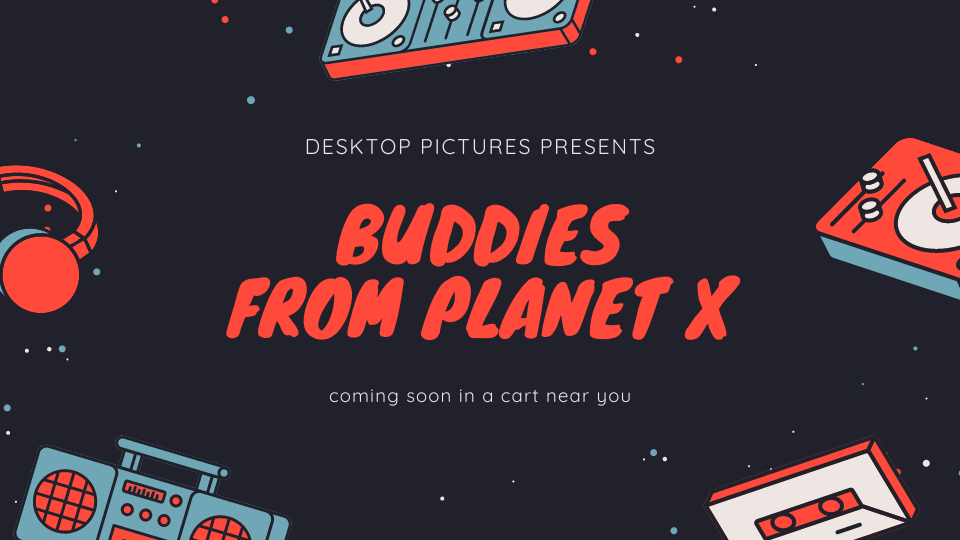 DESKTOP PICTURES PRESENTS
BUDDIES
FROM PLANET X
coming soon in a cart near you